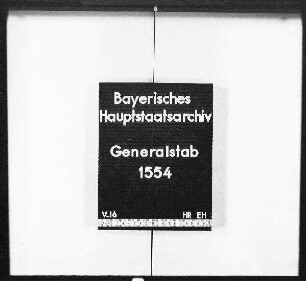 Bayerisches
Hauptstaatsarchiv
Generalstab
1554
V.16 HR EH